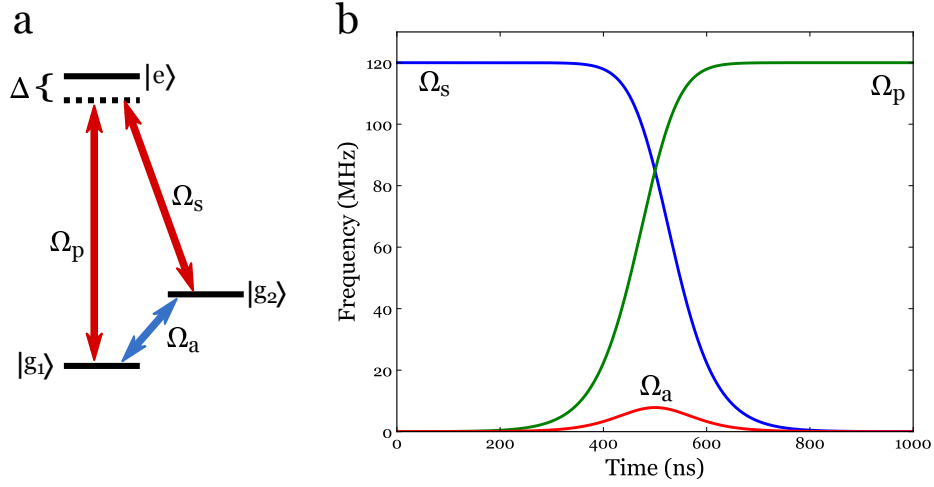 a
|e⟩
Δ {
Ωs
Ωp
|g2⟩
Ωa
|g1⟩
b
120
100
80
60
40
20
0
Frequency (MHz)
Ωs
Ωp
Ωa
0
200
400
600
800
1000
Time (ns)